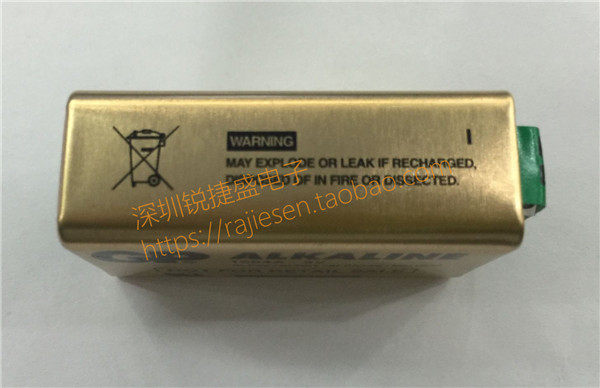 WARNING
I
MAY EXPLODE OR LEAK IF RECHARGED,
OF IN FIRE OR DISSECTED.
深圳锐捷盛电子
https://rajiesen.taobao.com
ALKALINE